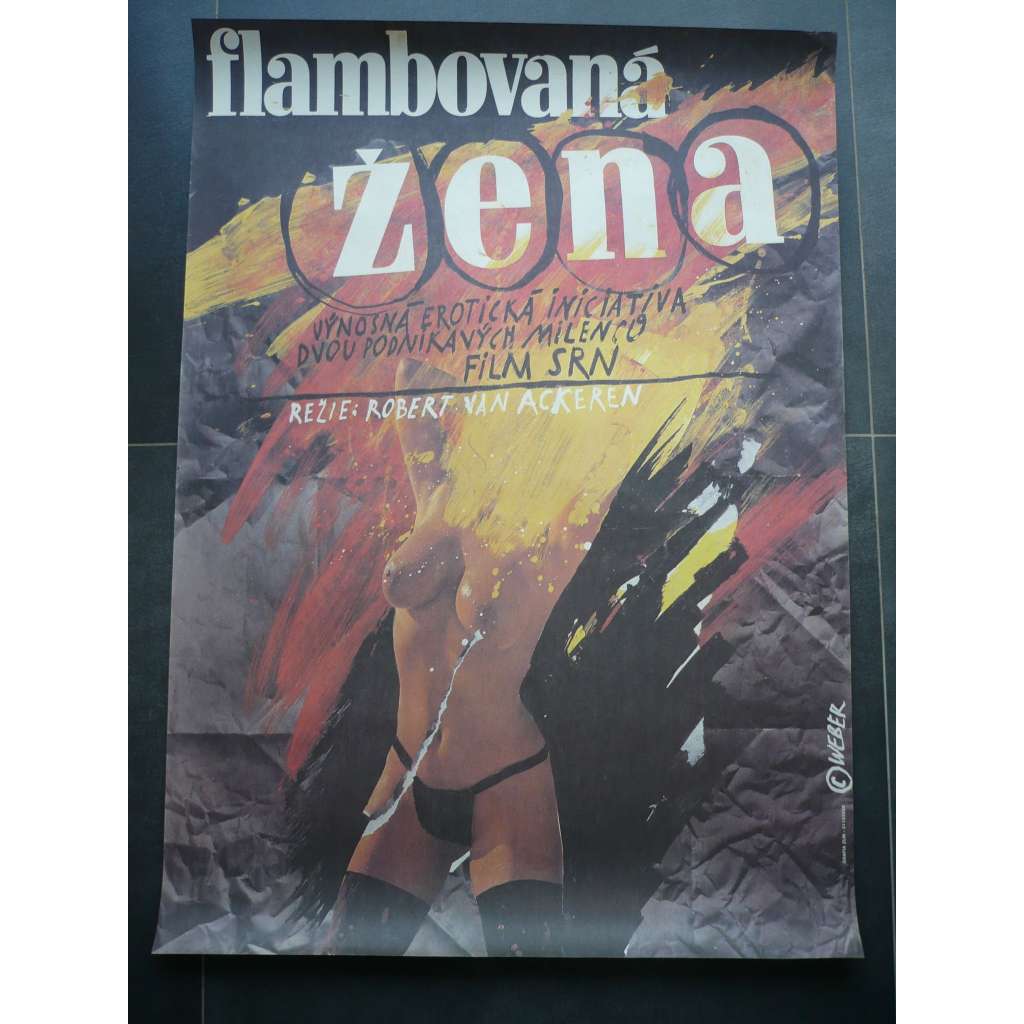 flambovaná
žena
VÝNOSNÁ EROTICKÁ INICIATIVA
DVOU PODNIKAVÝCH MILENCŮ
FILM SRN
REŽIE: ROBERT VAN ACKEREN
© WEBER